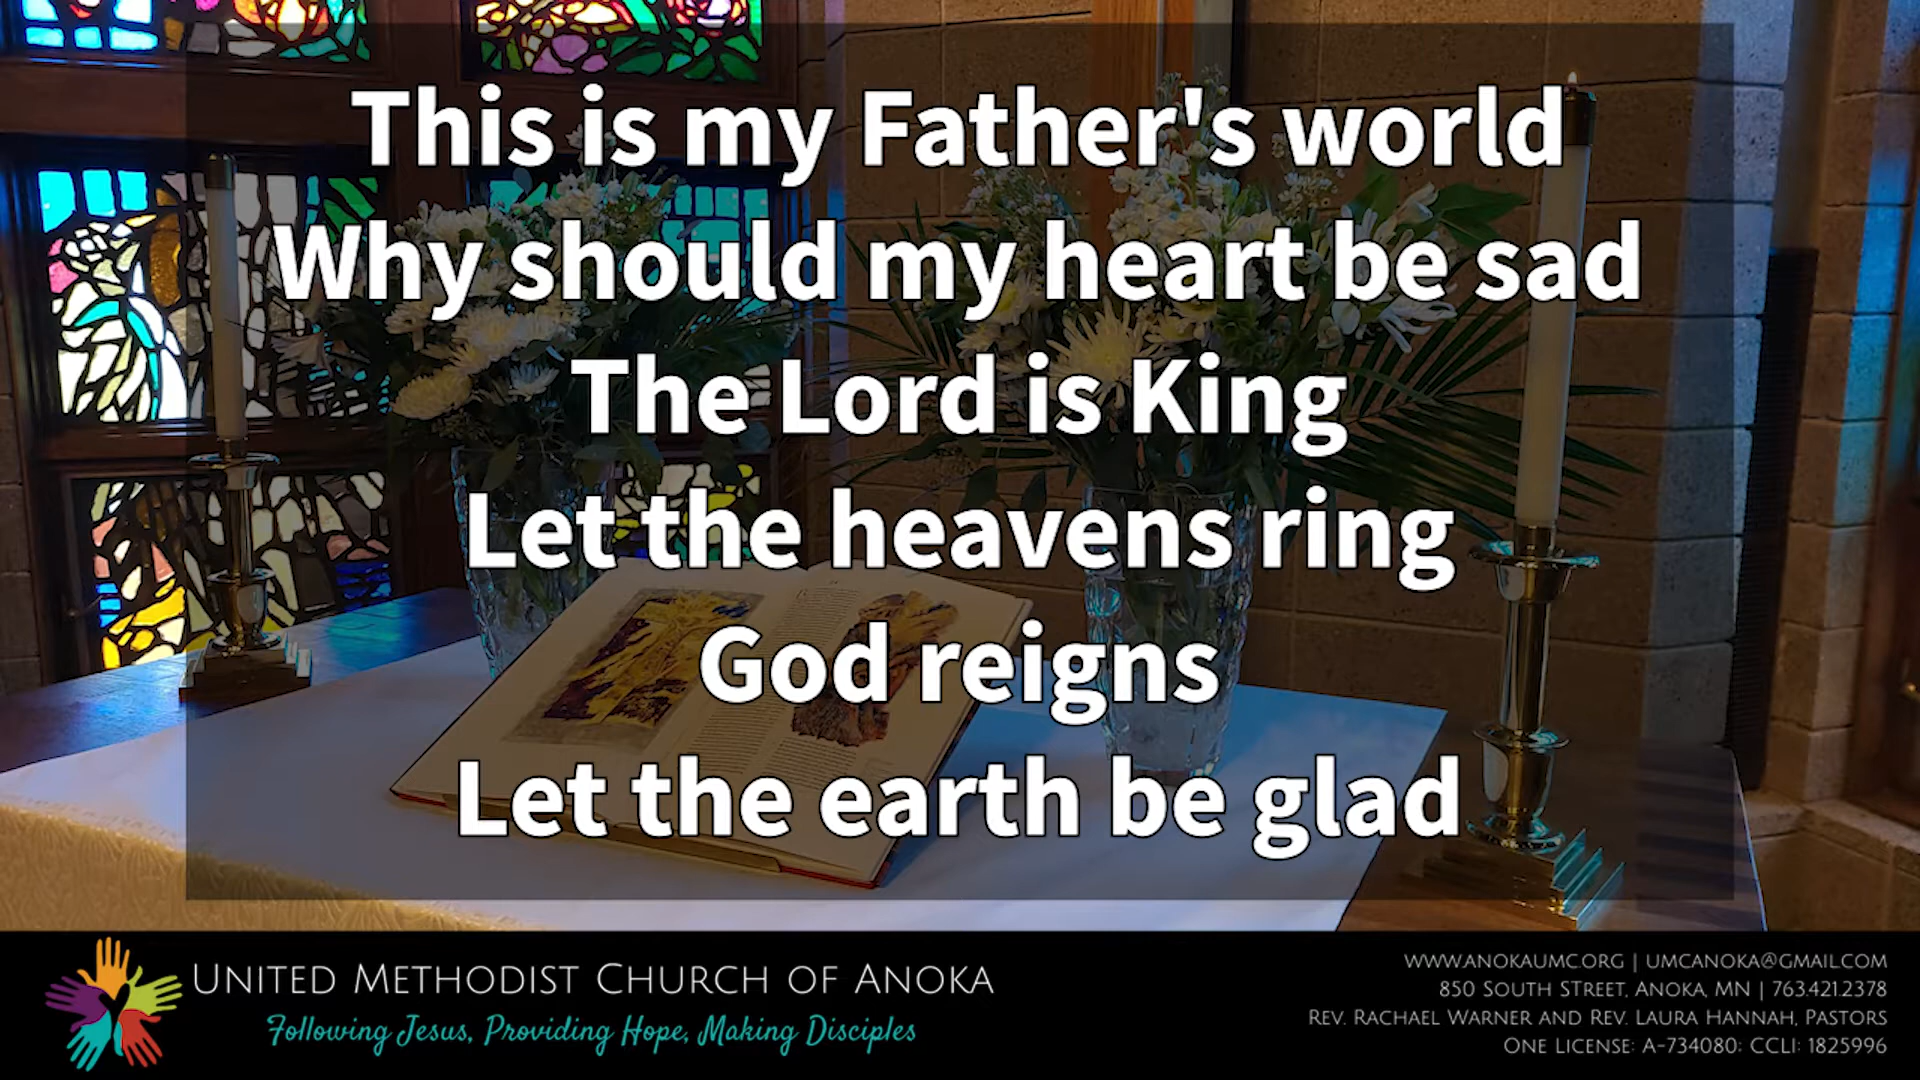 This is my Father's world
Why should my heart be sad
The Lord is King
Let the heavens ring
God reigns
Let the earth be glad
United Methodist Church of Anoka
Following Jesus, Providing Hope, Making Disciples
www.anokaumc.org | umcanoka@gmail.com
850 South Street, Anoka, MN | 763.421.2378
Rev. Rachael Warner and Rev. Laura Hannah, Pastors
One License: A-734080; CCLI: 1825996